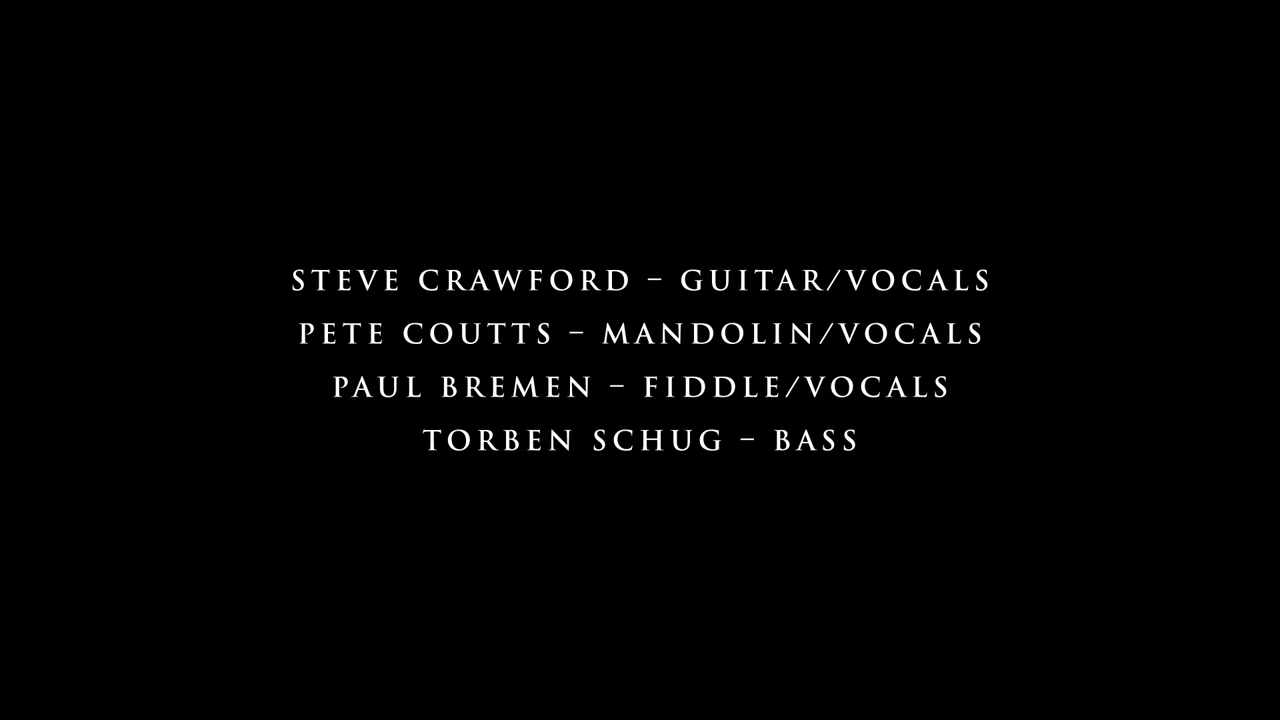 STEVE CRAWFORD – GUITAR/VOCALS
PETE COUTTS – MANDOLIN/VOCALS
PAUL BREMEN – FIDDLE/VOCALS
TORBEN SCHUG – BASS